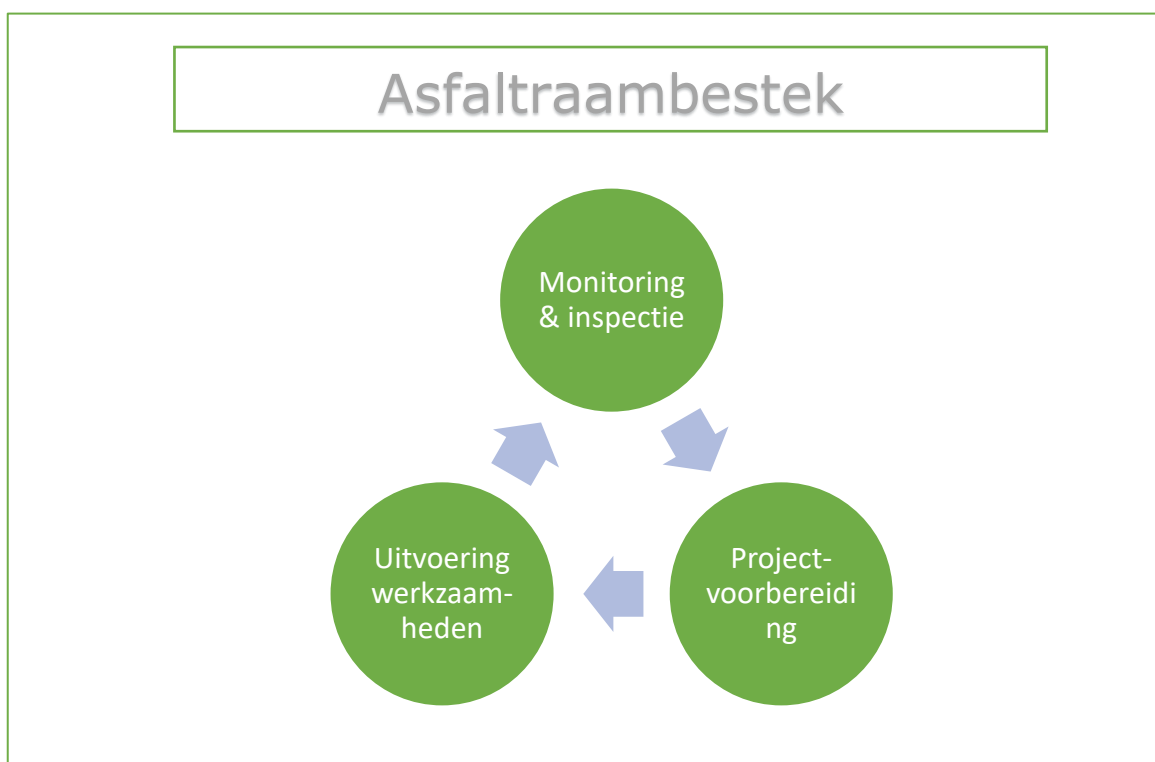 Asfaltraambestek
Monitoring
& inspectie
Uitvoering
werkzaam-
heden
Project-
voorbereidi
ng